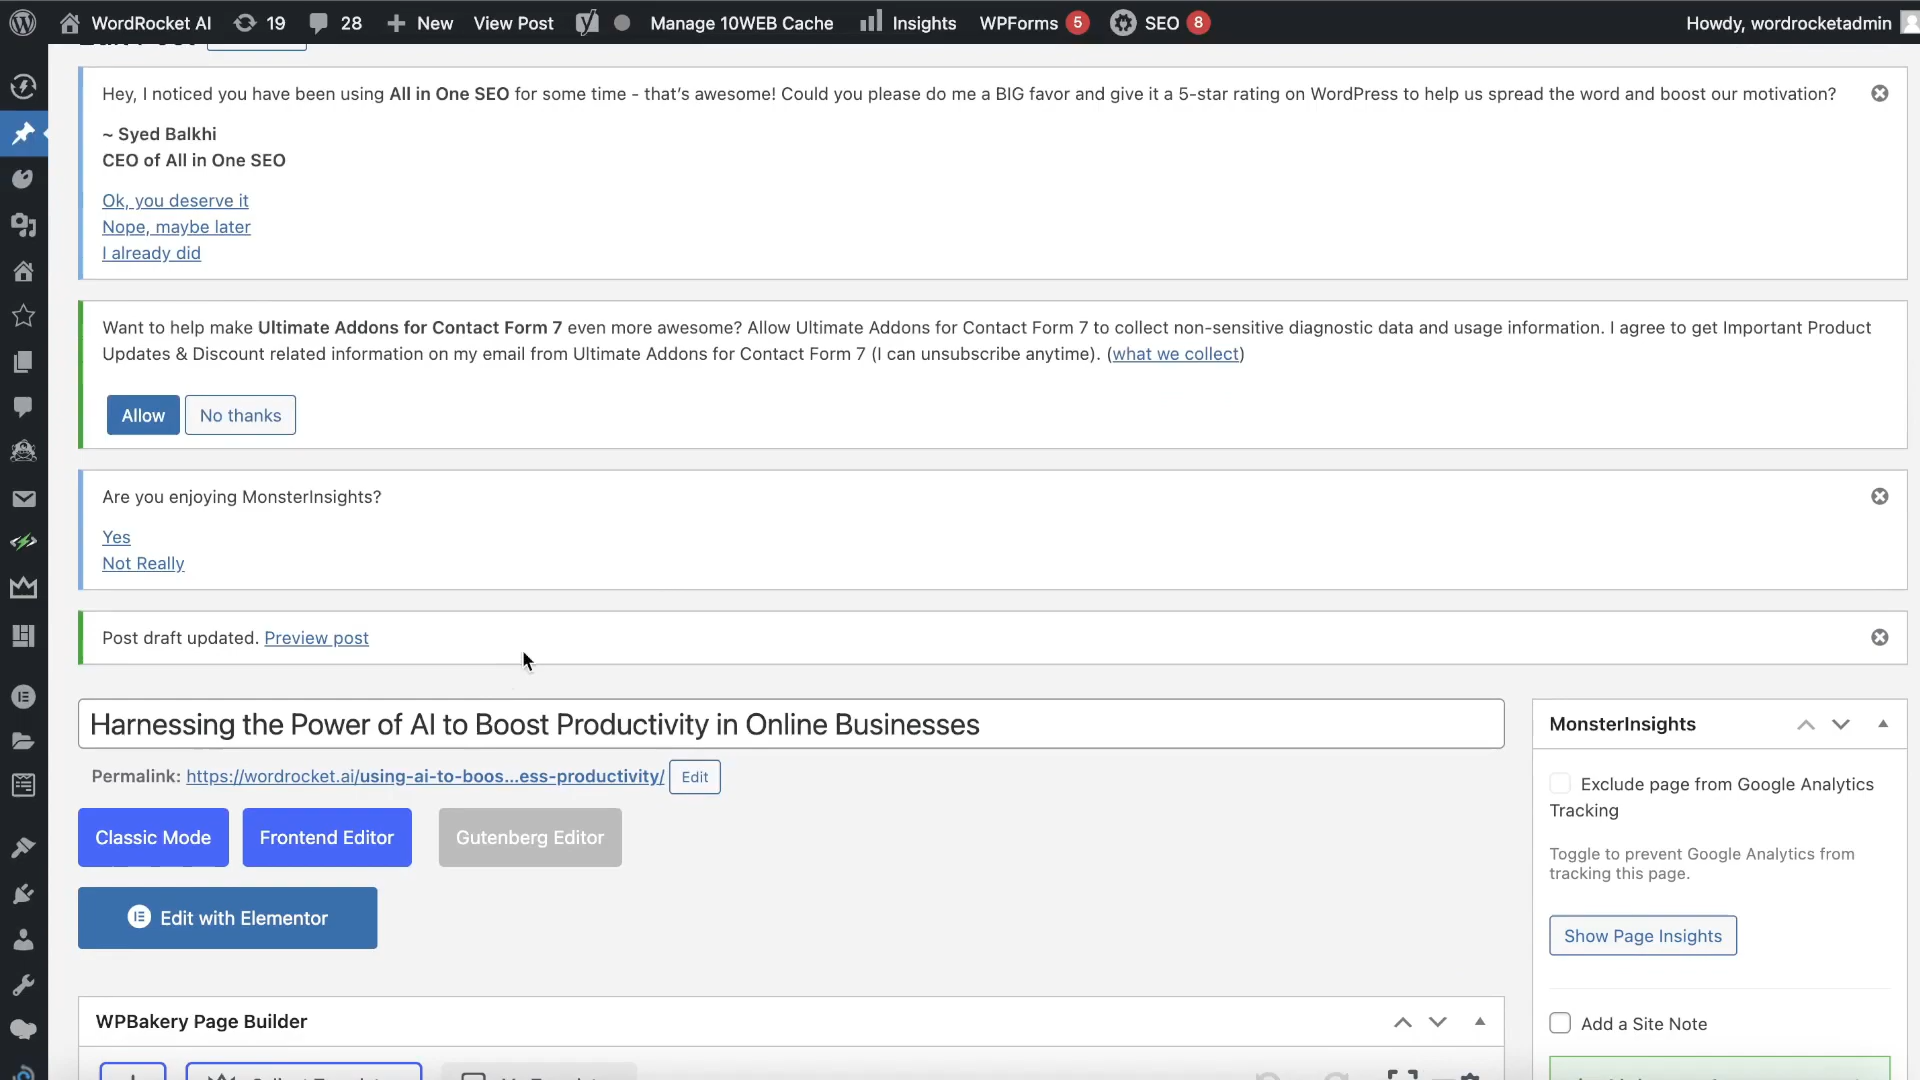 WordRocket AI 19 28 New View Post Manage 10WEB Cache Insights WPForms 5 SEO 8 Howdy, wordrocketadmin
Hey, I noticed you have been using All in One SEO for some time - that's awesome! Could you please do me a BIG favor and give it a 5-star rating on WordPress to help us spread the word and boost our motivation?
~ Syed Balkhi
CEO of All in One SEO
Ok, you deserve it
Nope, maybe later
I already did
Want to help make Ultimate Addons for Contact Form 7 even more awesome? Allow Ultimate Addons for Contact Form 7 to collect non-sensitive diagnostic data and usage information. I agree to get Important Product
Updates & Discount related information on my email from Ultimate Addons for Contact Form 7 (I can unsubscribe anytime). (what we collect)
Allow No thanks
Are you enjoying MonsterInsights?
Yes
Not Really
Post draft updated. Preview post
Harnessing the Power of AI to Boost Productivity in Online Businesses
Permalink: https://wordrocket.ai/using-ai-to-boos...ess-productivity/ Edit
Classic Mode Frontend Editor Gutenberg Editor
Edit with Elementor
WPBakery Page Builder
MonsterInsights
Exclude page from Google Analytics
Tracking
Toggle to prevent Google Analytics from
tracking this page.
Show Page Insights
Add a Site Note